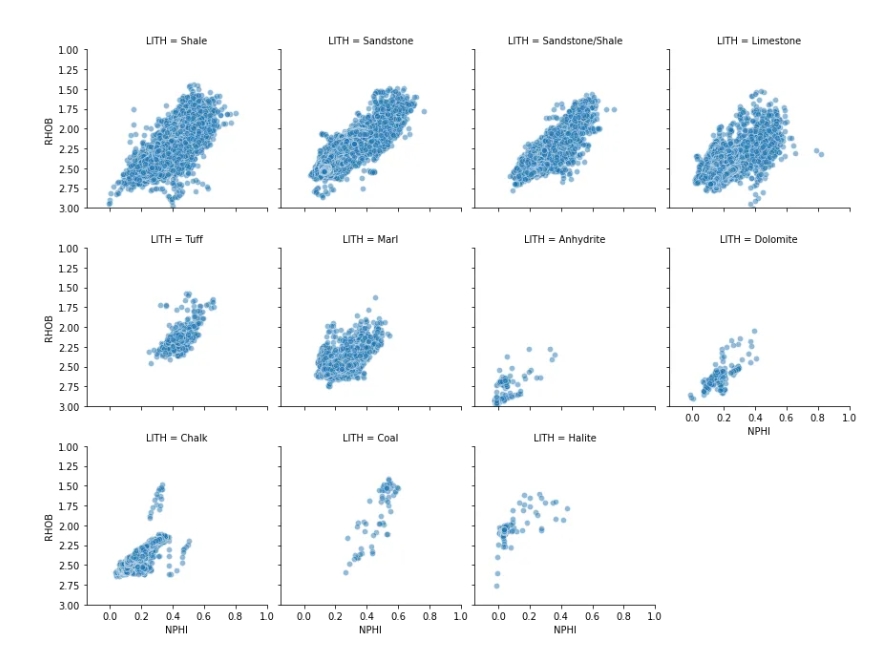 LITH = Shale LITH = Sandstone LITH = Sandstone/Shale LITH = Limestone
1.00
1.25
1.50
1.75
2.00
2.25
2.50
2.75
3.00
RHOB
LITH = Tuff LITH = Marl LITH = Anhydrite LITH = Dolomite
1.00
1.25
1.50
1.75
2.00
2.25
2.50
2.75
3.00
RHOB
0.0 0.2 0.4 0.6 0.8 1.0
NPHI
LITH = Chalk LITH = Coal LITH = Halite
1.00
1.25
1.50
1.75
2.00
2.25
2.50
2.75
3.00
RHOB
0.0 0.2 0.4 0.6 0.8 1.0 0.0 0.2 0.4 0.6 0.8 1.0 0.0 0.2 0.4 0.6 0.8 1.0
NPHI NPHI NPHI